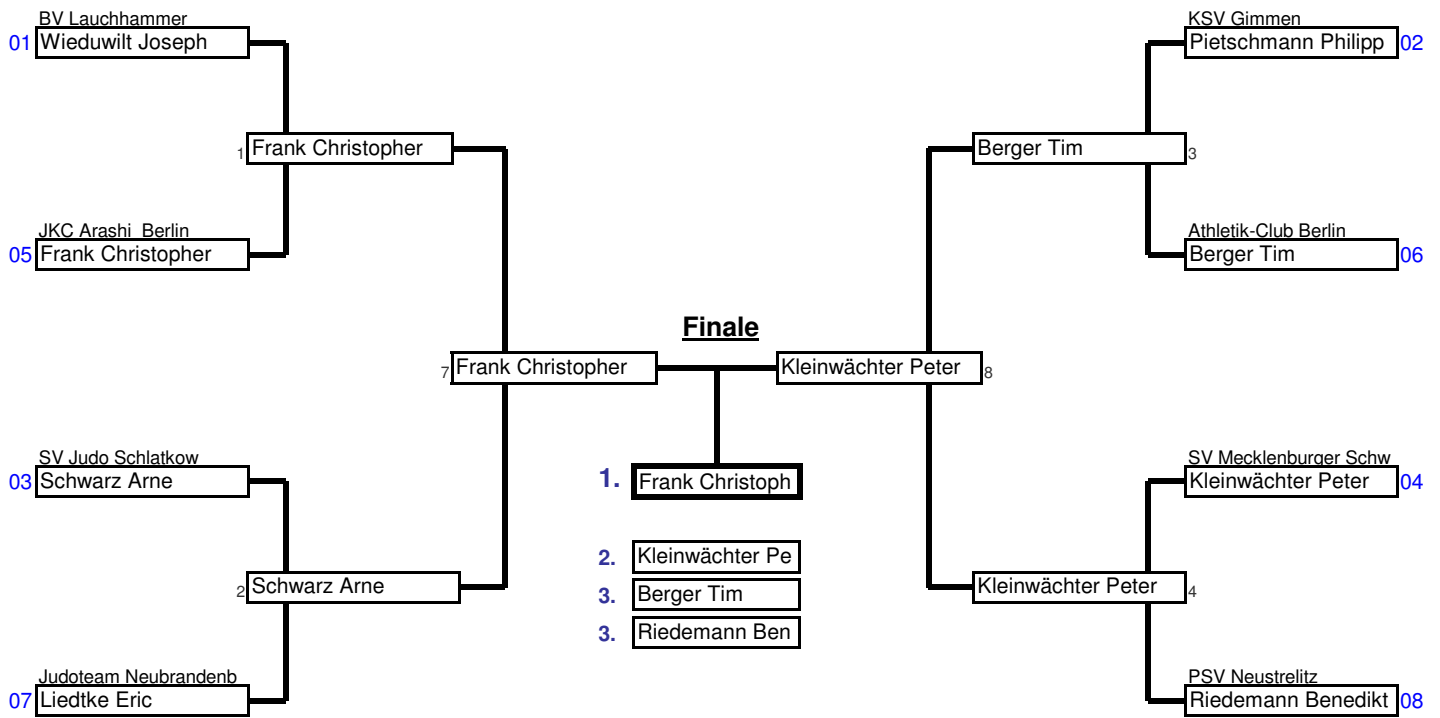 BV Lauchhammer
01 Wieduwilt Joseph
KSV Gimmen
Pietschmann Philipp 02
1 Frank Christopher
Berger Tim 3
JKC Arashi  Berlin
05 Frank Christopher
Athletik-Club Berlin
Berger Tim 06
Finale
7 Frank Christopher
Kleinwächter Peter 8
SV Judo Schlatkow
03 Schwarz Arne
1. Frank Christoph
SV Mecklenburger Schw
Kleinwächter Peter 04
2. Kleinwächter Pe
3. Berger Tim
3. Riedemann Ben
2 Schwarz Arne
Kleinwächter Peter 4
Judoteam Neubrandenb
07 Liedtke Eric
PSV Neustrelitz
Riedemann Benedikt 08